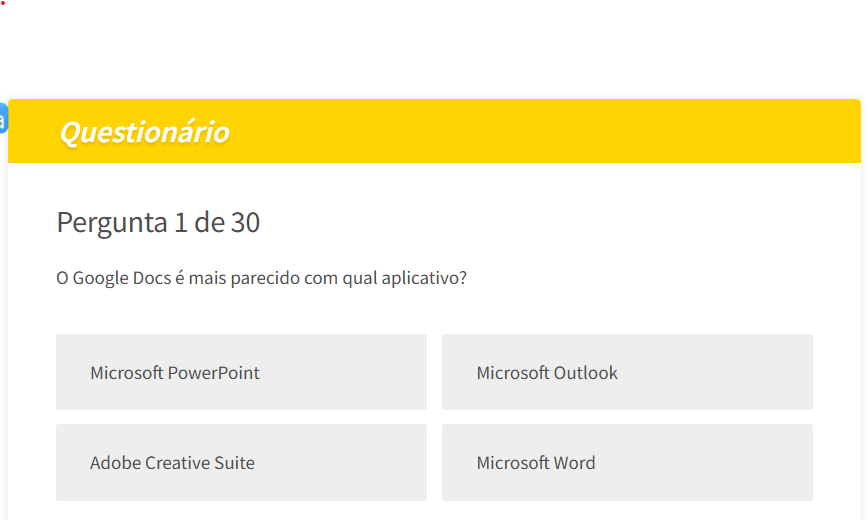 a
Questionário
Pergunta 1 de 30
O Google Docs é mais parecido com qual aplicativo?
Microsoft PowerPoint
Microsoft Outlook
Adobe Creative Suite
Microsoft Word